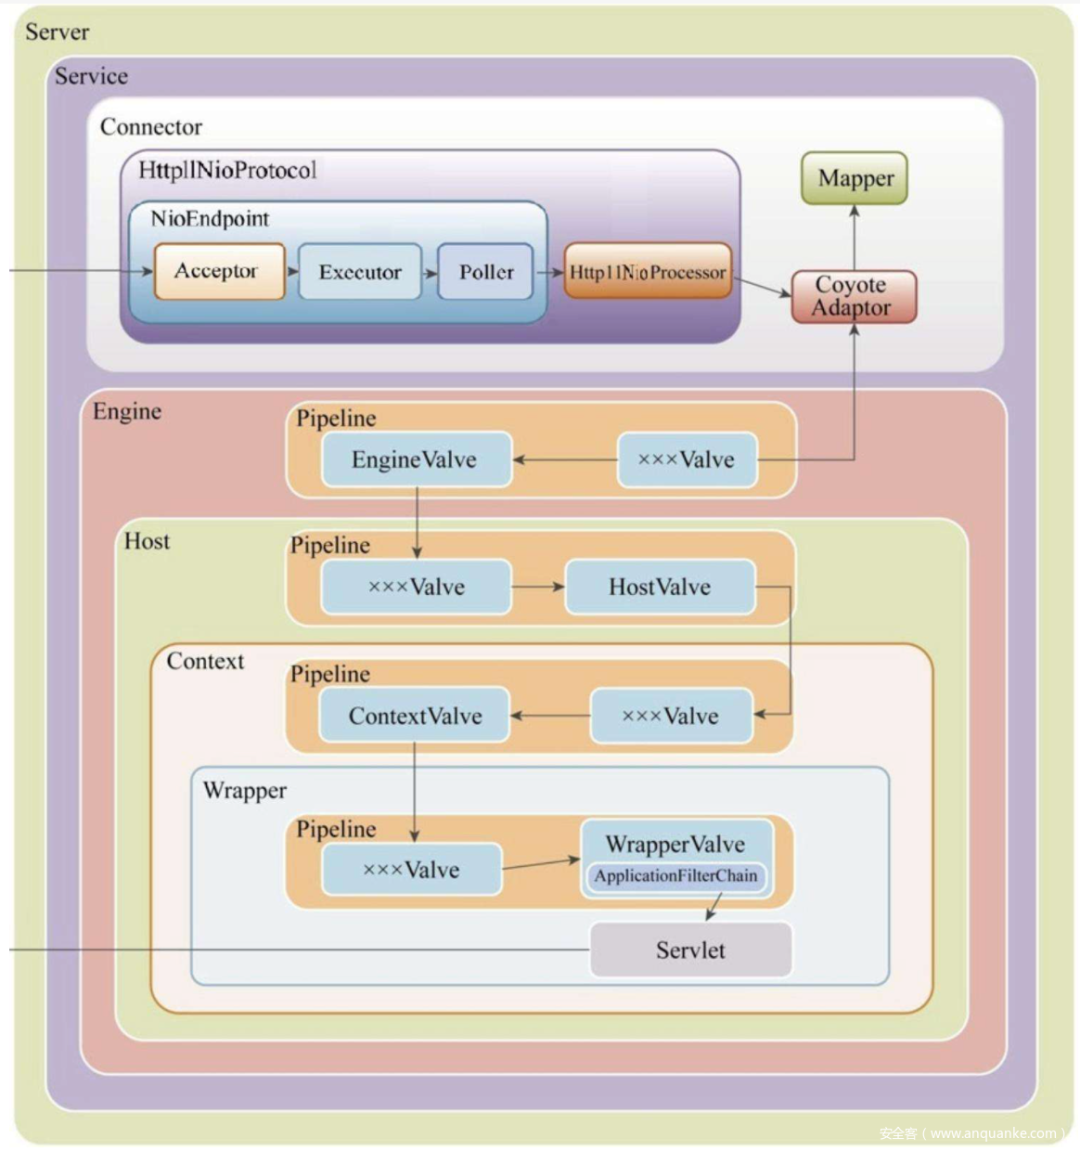 Server
Service
Connector
Http11NioProtocol
NioEndpoint
Acceptor
Executor
Poller
Http11NioProcessor
Mapper
Coyote
Adaptor
Engine
Pipeline
EngineValve
×××Valve
Host
Pipeline
×××Valve
HostValve
Context
Pipeline
ContextValve
×××Valve
Wrapper
Pipeline
×××Valve
WrapperValve
ApplicationFilterChain
Servlet
安全客（www.anquanke.com）